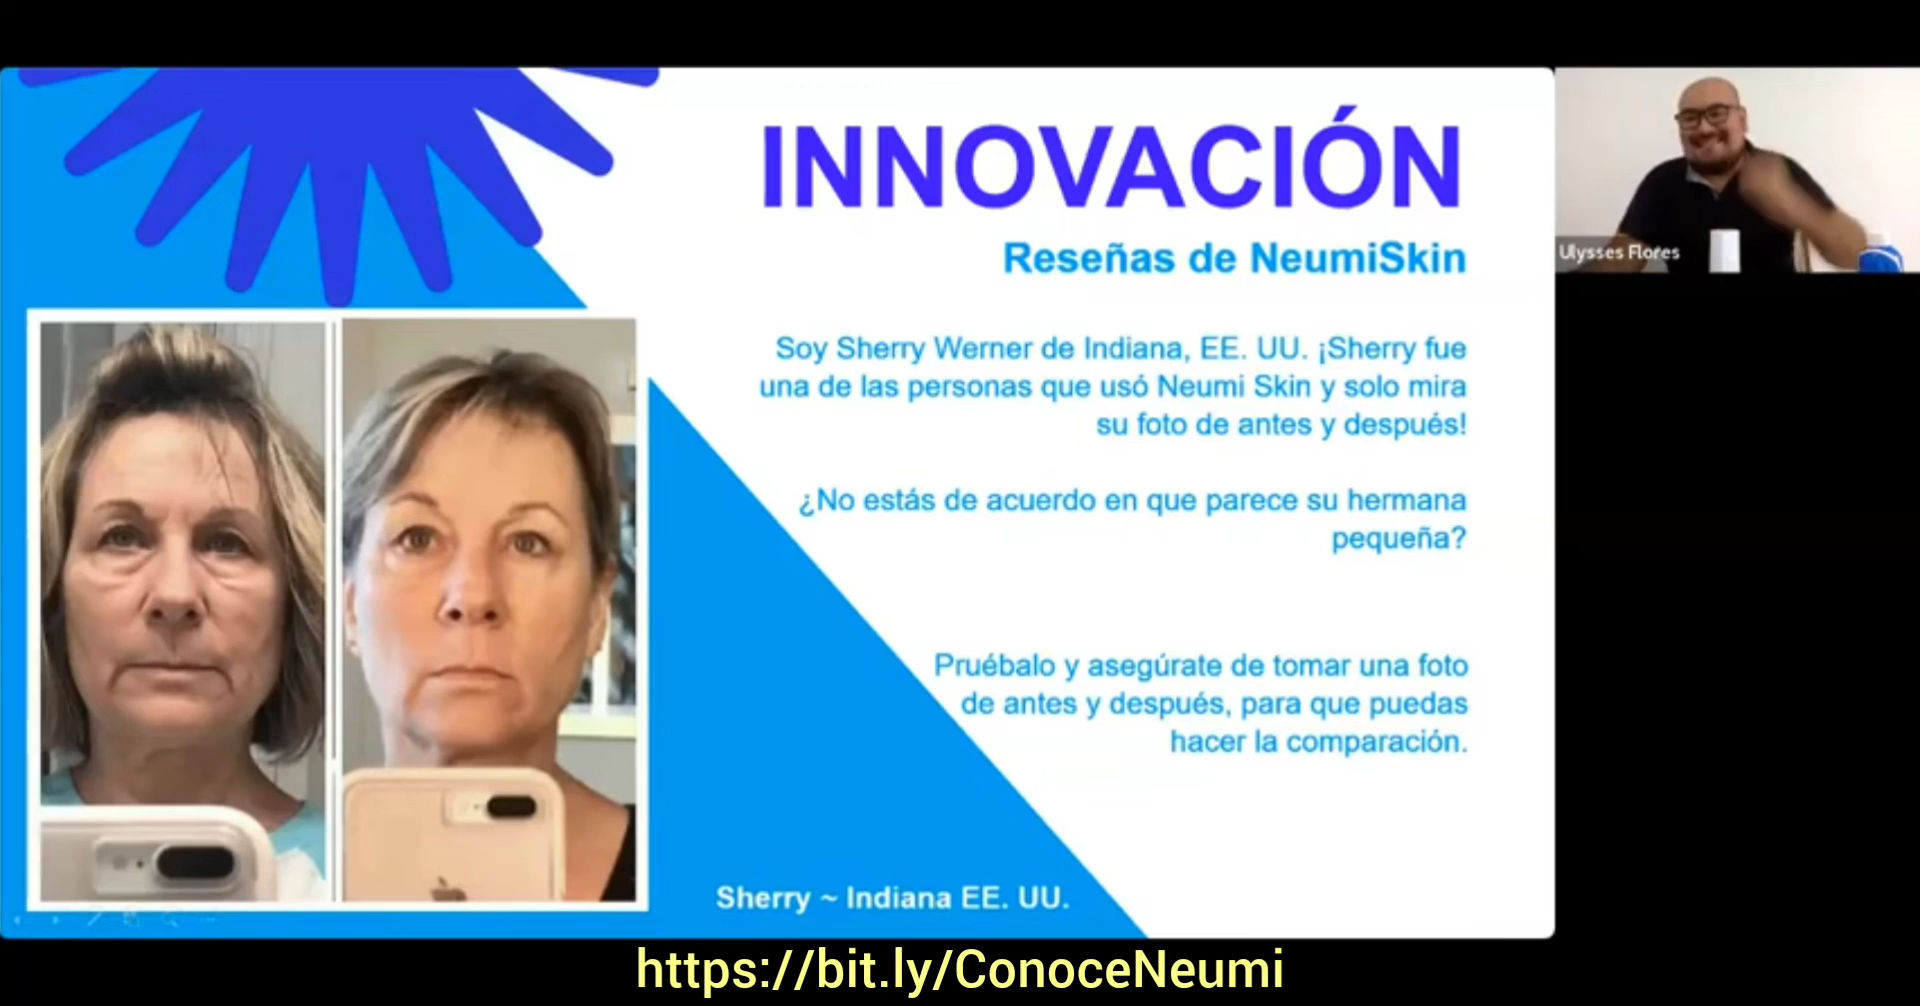 INNOVACIÓN
Reseñas de NeumiSkin
Soy Sherry Werner de Indiana, EE. UU. ¡Sherry fue
una de las personas que usó Neumi Skin y solo mira
su foto de antes y después!
¿No estás de acuerdo en que parece su hermana
pequeña?
Pruébalo y asegúrate de tomar una foto
de antes y después, para que puedas
hacer la comparación.
Sherry ~ Indiana EE. UU.
Ulysses Flores
https://bit.ly/ConoceNeumi